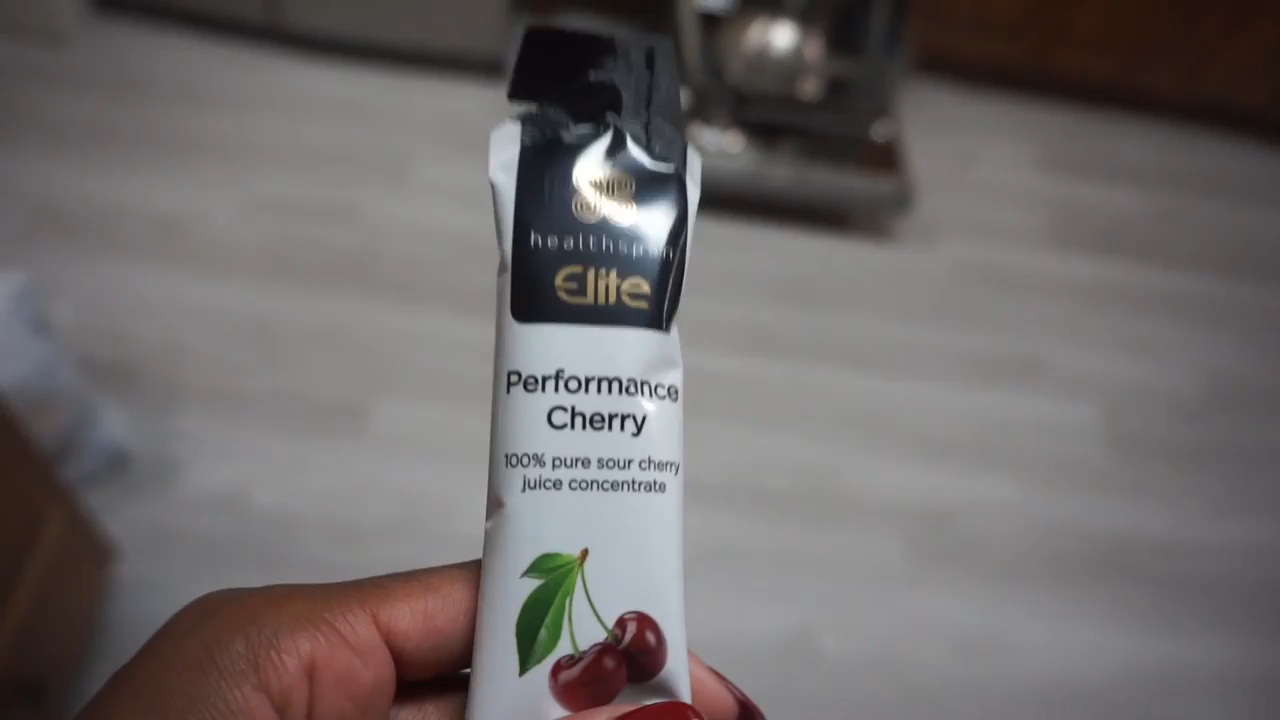 healthspan
Elite
Performance
Cherry
100% pure sour cherry
juice concentrate